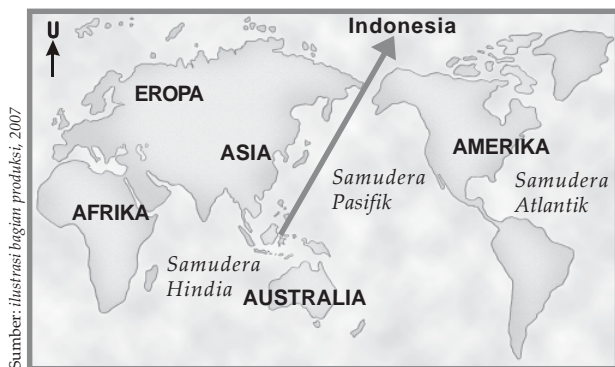 U
Indonesia
EROPA
ASIA
AMERIKA
AFRIKA
Samudera
Pasifik
Samudera
Atlantik
Samudera
Hindia
AUSTRALIA
Sumber: ilustrasi bagian produksi, 2007